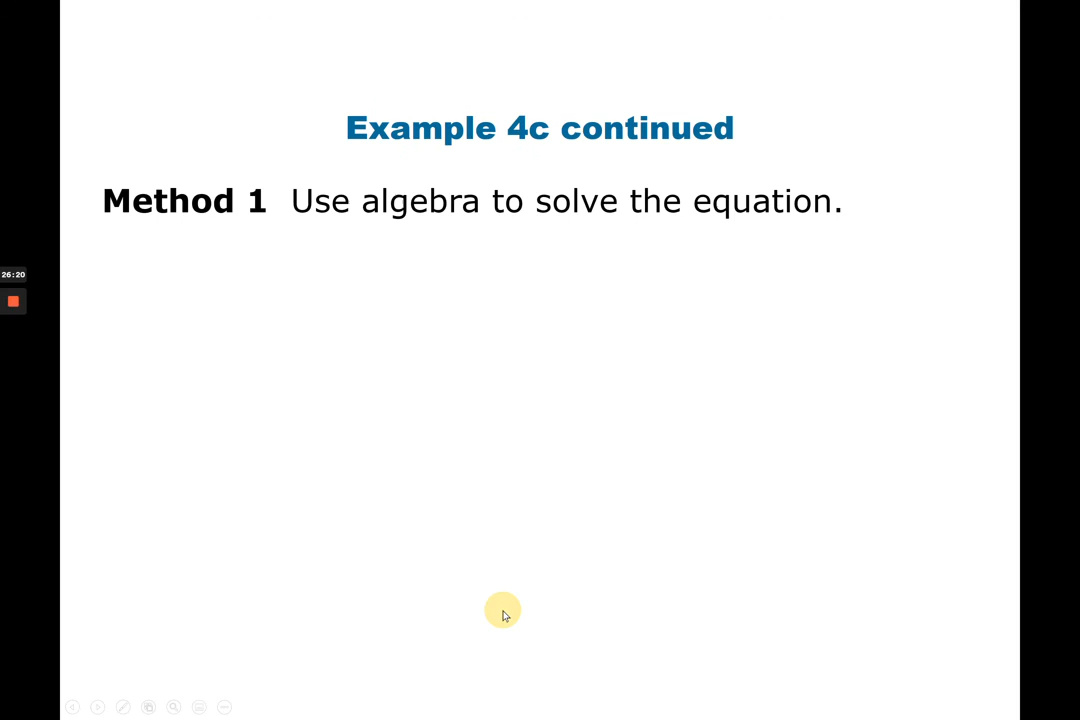 Example 4c continued
Method 1 Use algebra to solve the equation.
26:20